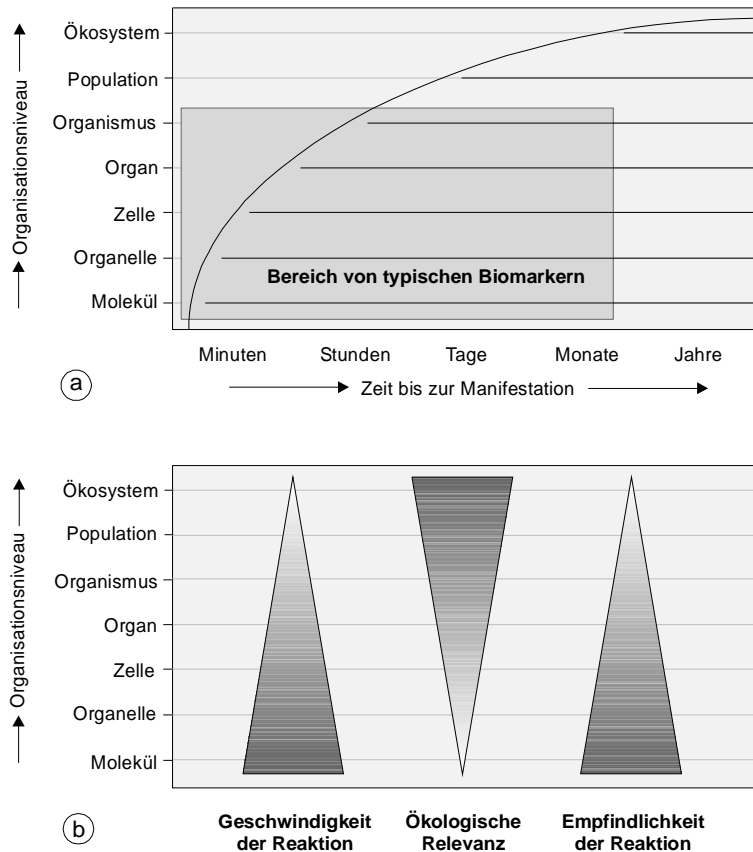 Ökosystem
Population
Organismus
Organ
Zelle
Organelle
Molekül
Organisationsniveau
Bereich von typischen Biomarkern
Minuten Stunden Tage Monate Jahre
Zeit bis zur Manifestation
a
Ökosystem
Population
Organismus
Organ
Zelle
Organelle
Molekül
Organisationsniveau
Geschwindigkeit
der Reaktion
Ökologische
Relevanz
Empfindlichkeit
der Reaktion
b